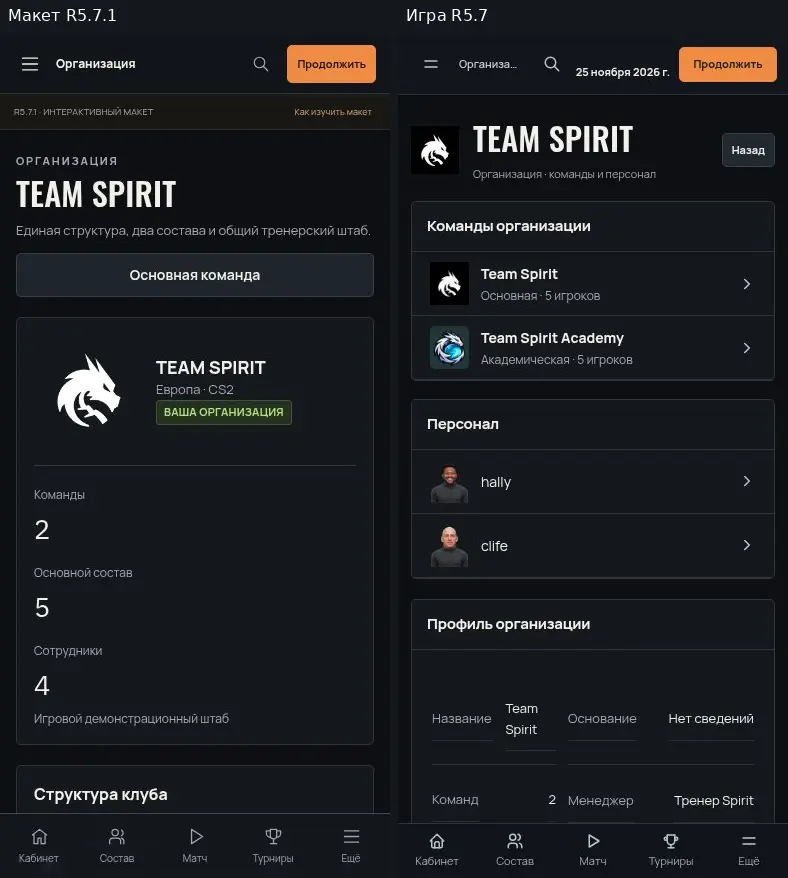 Макет R5.7.1
Организация
Продолжить
R5.7.1 · ИНТЕРАКТИВНЫЙ МАКЕТ
Как изучить макет
ОРГАНИЗАЦИЯ
TEAM SPIRIT
Единая структура, два состава и общий тренерский штаб.
Основная команда
TEAM SPIRIT
Европа · CS2
ВАША ОРГАНИЗАЦИЯ
Команды
2
Основной состав
5
Сотрудники
4
Игровой демонстрационный штаб
Структура клуба
Кабинет
Состав
Матч
Турниры
Ещё
Игра R5.7
Организа...
25 ноября 2026 г.
Продолжить
TEAM SPIRIT
Организация · команды и персонал
Назад
Команды организации
Team Spirit
Основная · 5 игроков
Team Spirit Academy
Академическая · 5 игроков
Персонал
hally
clife
Профиль организации
Название
Team
Spirit
Основание
Нет сведений
Команд
2
Менеджер
Тренер Spirit
Кабинет
Состав
Матч
Турниры
Ещё